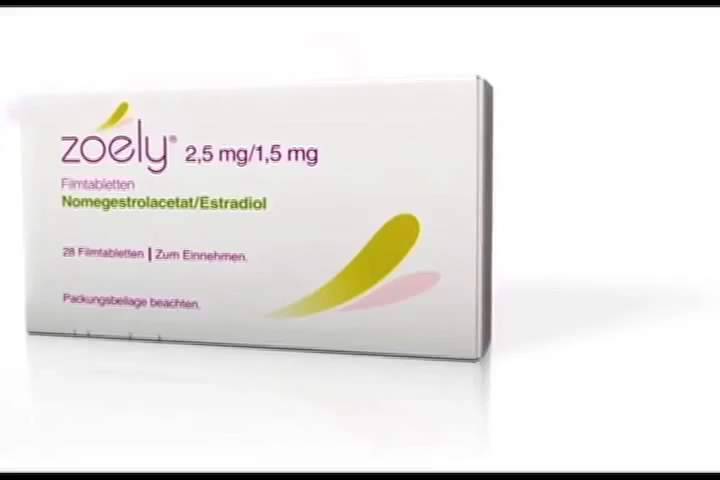 zoely® 2,5 mg/1,5 mg
Filmtabletten
Nomegestrolacetat/Estradiol
28 Filmtabletten | Zum Einnehmen.
Packungsbeilage beachten.